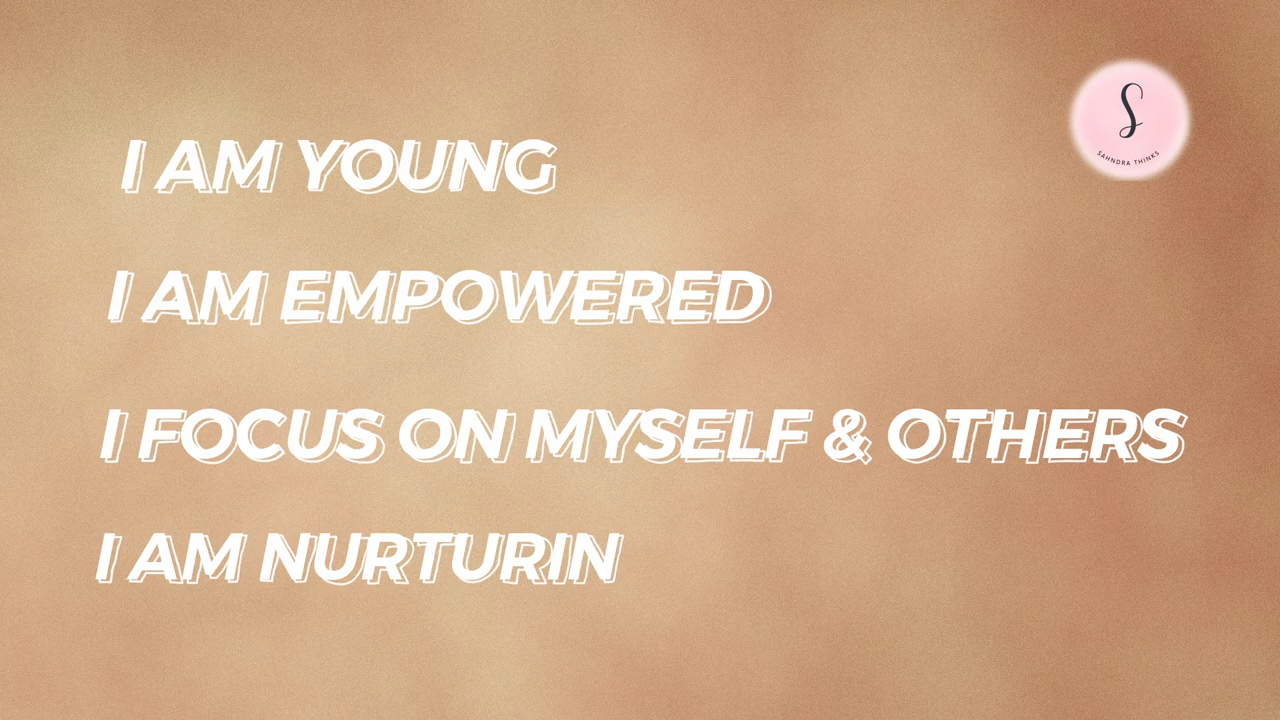 S
SAHNDRA THINKS
I AM YOUNG
I AM EMPOWERED
I FOCUS ON MYSELF & OTHERS
I AM NURTURIN